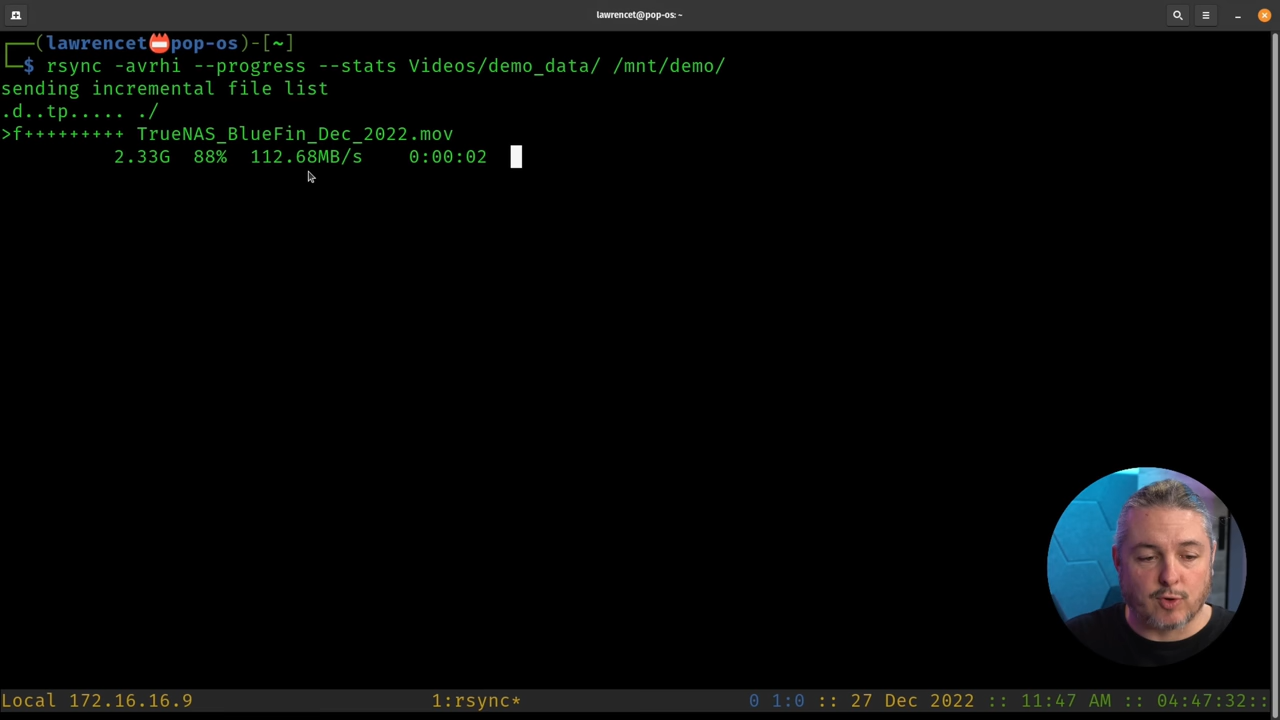 lawrencet@pop-os: ~
┌──(lawrencet📛pop-os)-[~]
└─$ rsync -avrhi --progress --stats Videos/demo_data/ /mnt/demo/
sending incremental file list
.d..tp..... ./
>f+++++++++ TrueNAS_BlueFin_Dec_2022.mov
2.33G 88% 112.68MB/s 0:00:02
Local 172.16.16.9 1:rsync* 0 1:0 :: 27 Dec 2022 :: 11:47 AM :: 04:47:32::